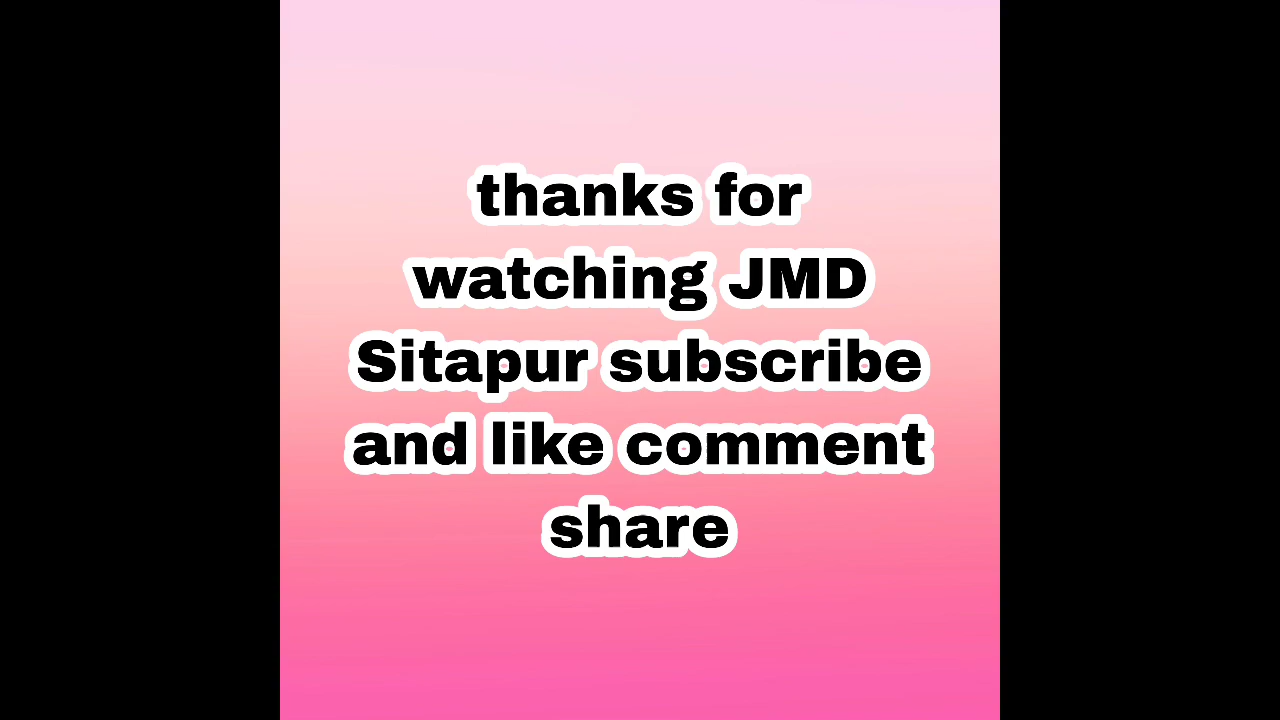 thanks for
watching JMD
Sitapur subscribe
and like comment
share